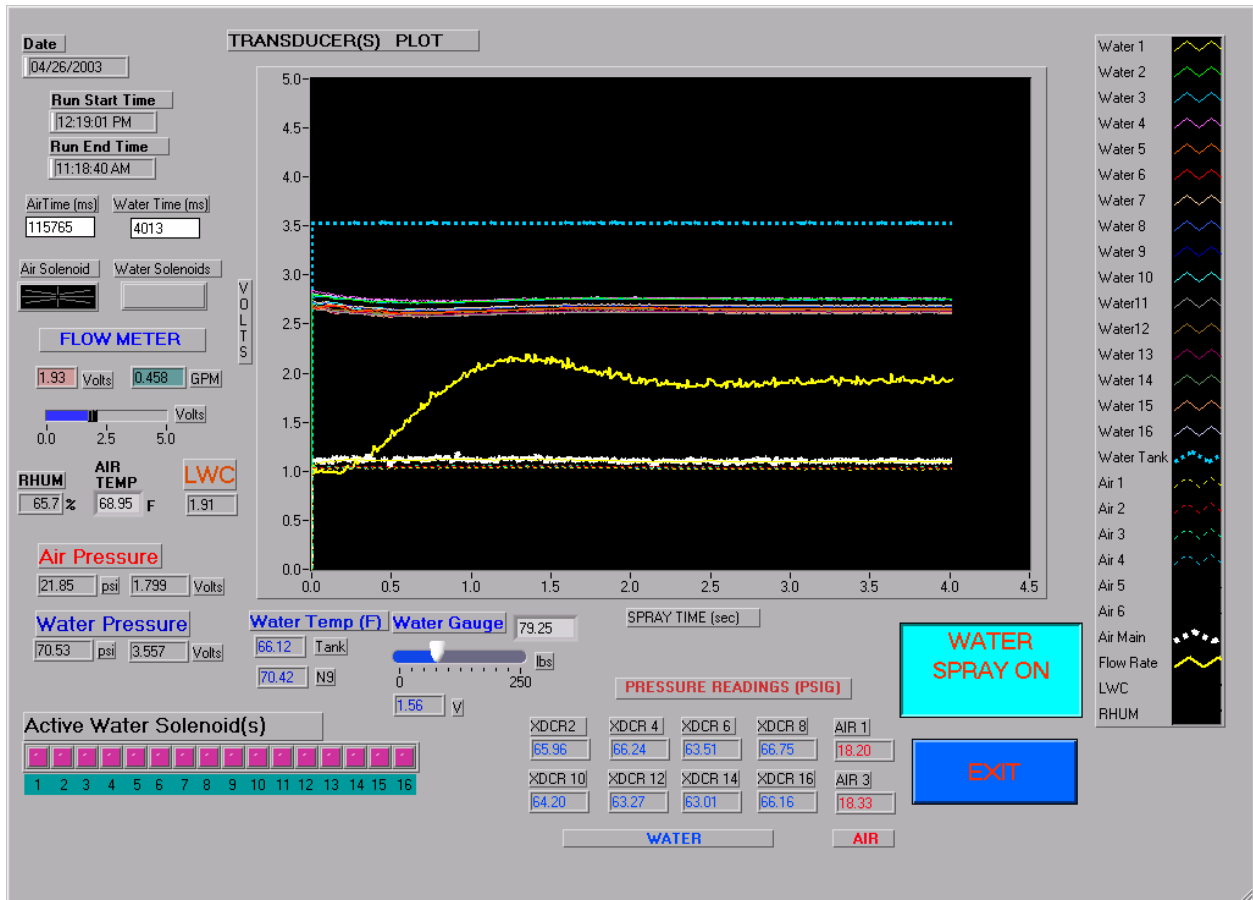 TRANSDUCER(S) PLOT
Date
04/26/2003
Run Start Time
12:19:01 PM
Run End Time
11:18:40 AM
AirTime (ms) Water Time (ms)
115765 4013
Air Solenoid Water Solenoids
FLOW METER
1.93 Volts 0.458 GPM
Volts
0.0 2.5 5.0
RHUM AIR TEMP LWC
65.7 % 68.95 F 1.91
Air Pressure
21.85 psi 1.799 Volts
Water Pressure
70.53 psi 3.557 Volts
VOLTS
5.0
4.5
4.0
3.5
3.0
2.5
2.0
1.5
1.0
0.5
0.0
0.0 0.5 1.0 1.5 2.0 2.5 3.0 3.5 4.0 4.5
SPRAY TIME (sec)
Water Temp (F)
66.12 Tank
70.42 N9
Water Gauge 79.25
lbs
0 250
1.56 V
Active Water Solenoid(s)
1 2 3 4 5 6 7 8 9 10 11 12 13 14 15 16
PRESSURE READINGS (PSIG)
XDCR2 XDCR 4 XDCR 6 XDCR 8 AIR 1
65.96 66.24 63.51 66.75 18.20
XDCR 10 XDCR 12 XDCR 14 XDCR 16 AIR 3
64.20 63.27 63.01 66.16 18.33
WATER AIR
WATER
SPRAY ON
EXIT
Water 1
Water 2
Water 3
Water 4
Water 5
Water 6
Water 7
Water 8
Water 9
Water 10
Water11
Water12
Water 13
Water 14
Water 15
Water 16
Water Tank
Air 1
Air 2
Air 3
Air 4
Air 5
Air 6
Air Main
Flow Rate
LWC
RHUM